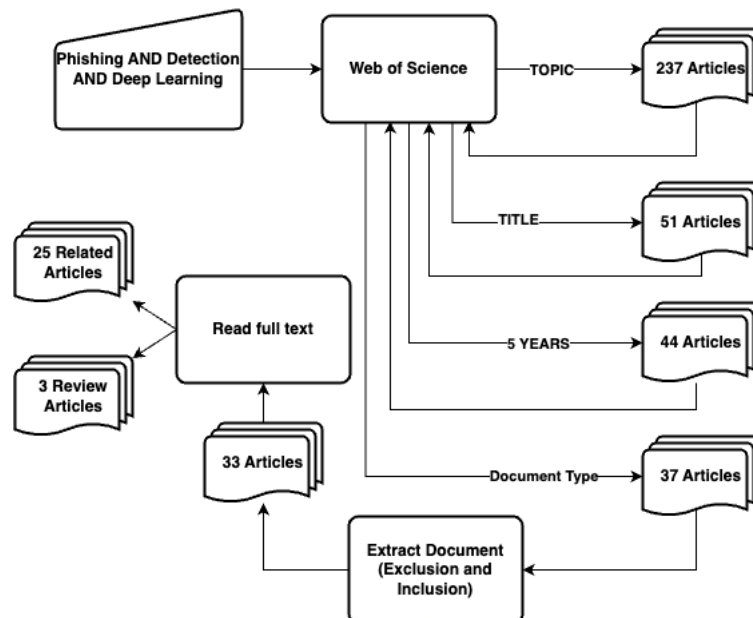 Phishing AND Detection
AND Deep Learning
Web of Science
TOPIC
237 Articles
TITLE
51 Articles
25 Related
Articles
Read full text
5 YEARS
44 Articles
3 Review
Articles
33 Articles
Document Type
37 Articles
Extract Document
(Exclusion and
Inclusion)